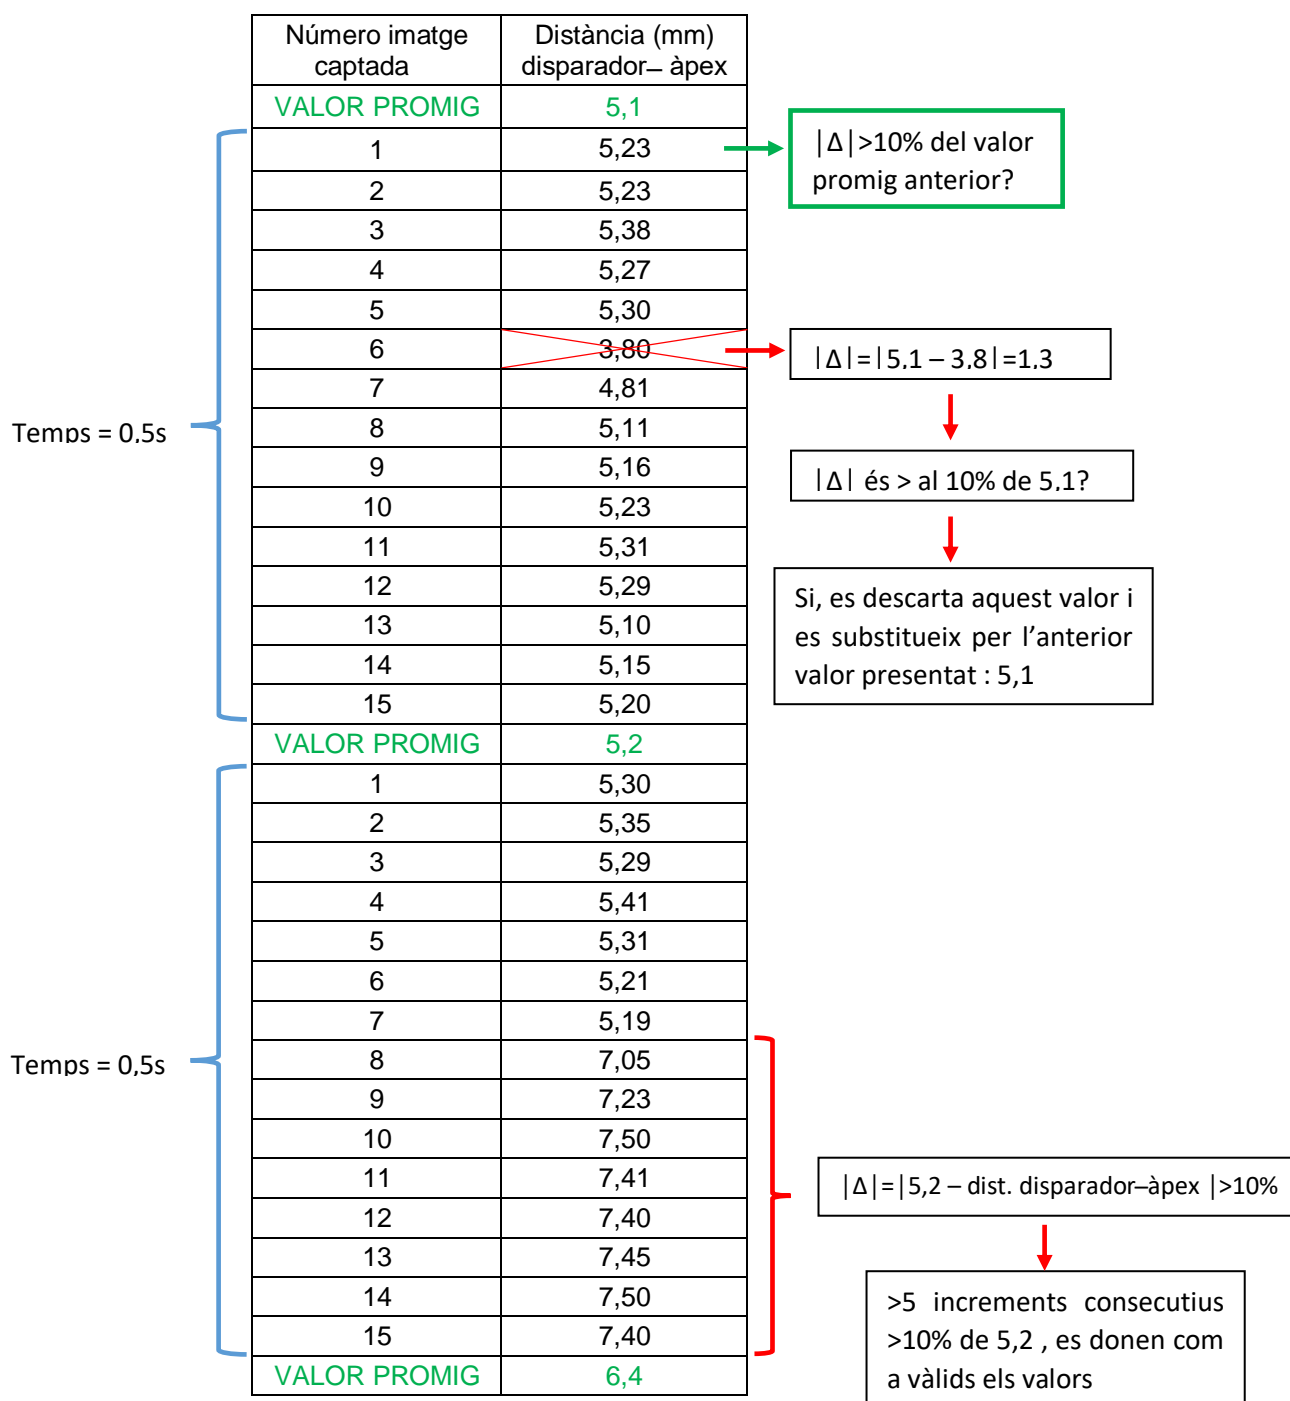 Número imatge captada Distància (mm) disparador– àpex
VALOR PROMIG 5,1
1 5,23
|Δ|>10% del valor
promig anterior?
2 5,23
3 5,38
4 5,27
5 5,30
6 3,80
|Δ|=|5,1 – 3,8|=1,3
7 4,81
Temps = 0,5s
8 5,11
9 5,16
|Δ| és > al 10% de 5,1?
10 5,23
11 5,31
12 5,29
Si, es descarta aquest valor i
es substitueix per l’anterior
valor presentat : 5,1
13 5,10
14 5,15
15 5,20
VALOR PROMIG 5,2
1 5,30
2 5,35
3 5,29
4 5,41
5 5,31
6 5,21
7 5,19
Temps = 0,5s
8 7,05
9 7,23
10 7,50
11 7,41
|Δ|=|5,2 – dist. disparador–àpex |>10%
12 7,40
13 7,45
14 7,50
15 7,40
>5 increments consecutius
>10% de 5,2 , es donen com
a vàlids els valors
VALOR PROMIG 6,4